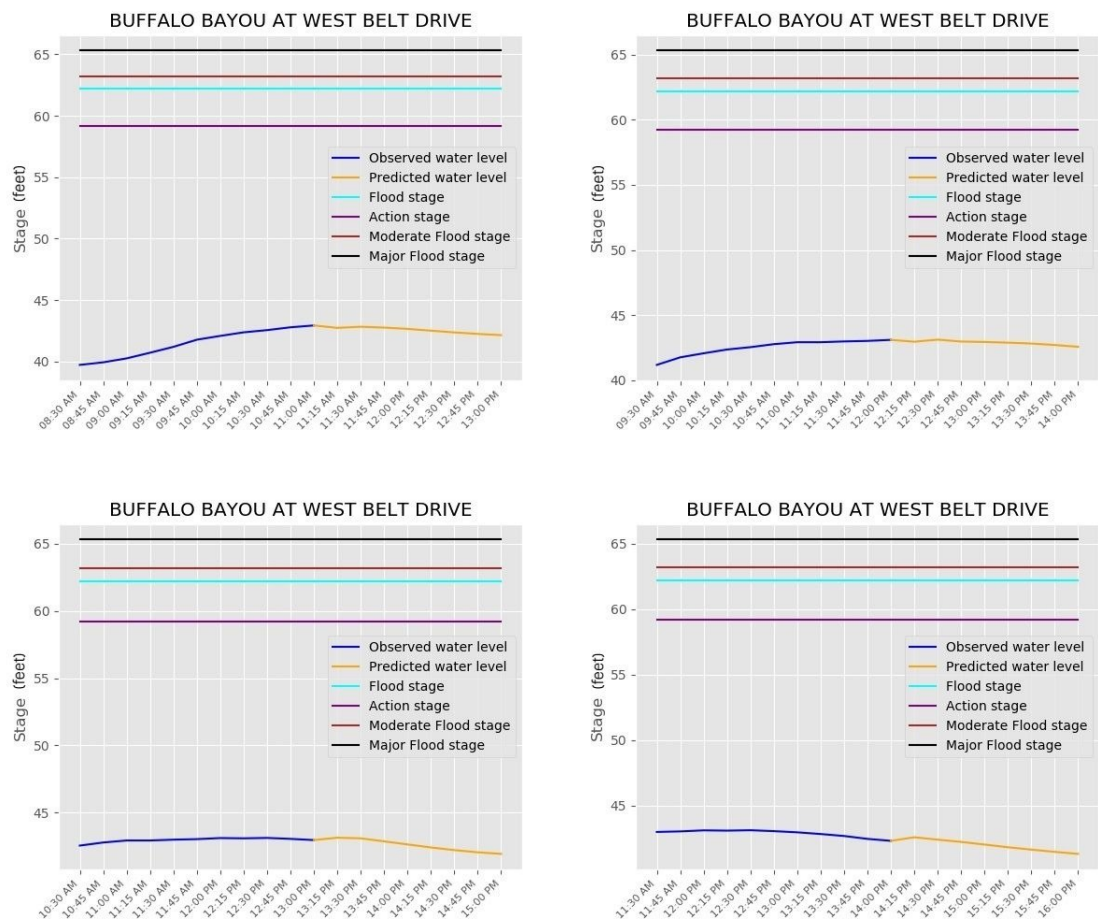 BUFFALO BAYOU AT WEST BELT DRIVE
65
60
55
50
45
40
Stage (feet)
Observed water level
Predicted water level
Flood stage
Action stage
Moderate Flood stage
Major Flood stage
08:30 AM
08:45 AM
09:00 AM
09:15 AM
09:30 AM
09:45 AM
10:00 AM
10:15 AM
10:30 AM
10:45 AM
11:00 AM
11:15 AM
11:30 AM
11:45 AM
12:00 PM
12:15 PM
12:30 PM
12:45 PM
13:00 PM
BUFFALO BAYOU AT WEST BELT DRIVE
65
60
55
50
45
40
Stage (feet)
Observed water level
Predicted water level
Flood stage
Action stage
Moderate Flood stage
Major Flood stage
09:30 AM
09:45 AM
10:00 AM
10:15 AM
10:30 AM
10:45 AM
11:00 AM
11:15 AM
11:30 AM
11:45 AM
12:00 PM
12:15 PM
12:30 PM
12:45 PM
13:00 PM
13:15 PM
13:30 PM
13:45 PM
14:00 PM
BUFFALO BAYOU AT WEST BELT DRIVE
65
60
55
50
45
Stage (feet)
Observed water level
Predicted water level
Flood stage
Action stage
Moderate Flood stage
Major Flood stage
10:30 AM
10:45 AM
11:00 AM
11:15 AM
11:30 AM
11:45 AM
12:00 PM
12:15 PM
12:30 PM
12:45 PM
13:00 PM
13:15 PM
13:30 PM
13:45 PM
14:00 PM
14:15 PM
14:30 PM
14:45 PM
15:00 PM
BUFFALO BAYOU AT WEST BELT DRIVE
65
60
55
50
45
Stage (feet)
Observed water level
Predicted water level
Flood stage
Action stage
Moderate Flood stage
Major Flood stage
11:30 AM
11:45 AM
12:00 PM
12:15 PM
12:30 PM
12:45 PM
13:00 PM
13:15 PM
13:30 PM
13:45 PM
14:00 PM
14:15 PM
14:30 PM
14:45 PM
15:00 PM
15:15 PM
15:30 PM
15:45 PM
16:00 PM